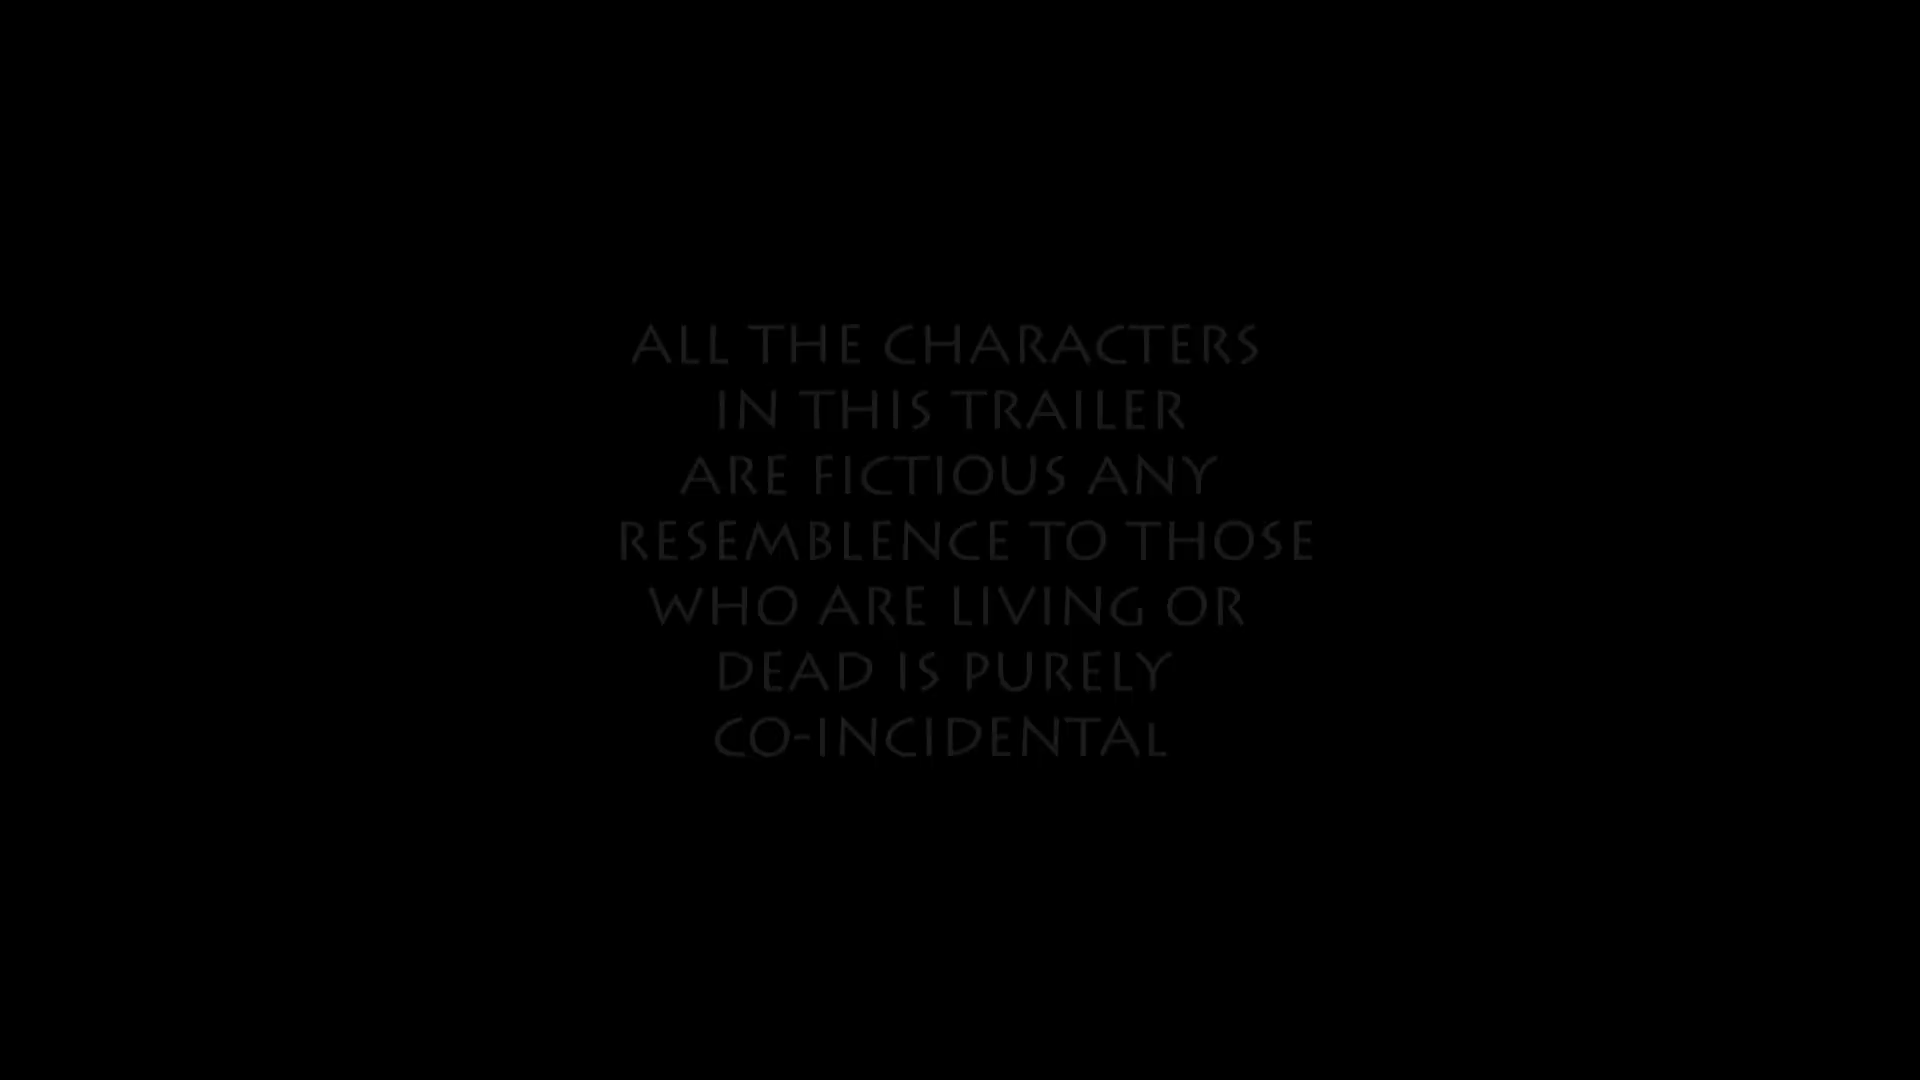 ALL THE CHARACTERS
IN THIS TRAILER
ARE FICTIOUS ANY
RESEMBLENCE TO THOSE
WHO ARE LIVING OR
DEAD IS PURELY
CO-INCIDENTAL